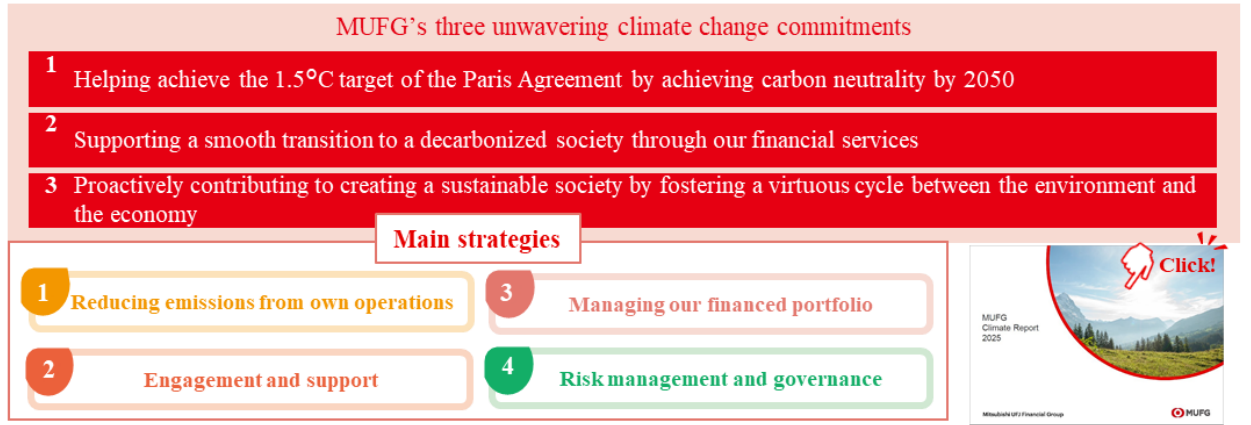 MUFG's three unwavering climate change commitments
1
Helping achieve the 1.5°C target of the Paris Agreement by achieving carbon neutrality by 2050
2
Supporting a smooth transition to a decarbonized society through our financial services
3
Proactively contributing to creating a sustainable society by fostering a virtuous cycle between the environment and
the economy
Main strategies
1
Reducing emissions from own operations
2
Engagement and support
3
Managing our financed portfolio
4
Risk management and governance
Click!
MUFG
Climate Report
2025
Mitsubishi UFJ Financial Group
MUFG